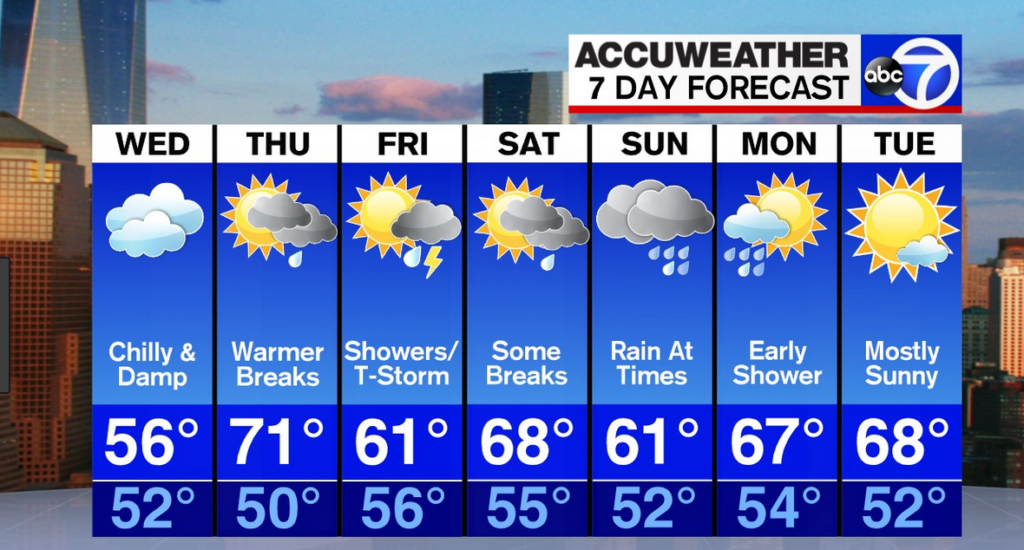 ACCUWEATHER
7 DAY FORECAST
abc 7
WED THU FRI SAT SUN MON TUE
Chilly & Warmer Showers/ Some Rain At Early Mostly
Damp Breaks T-Storm Breaks Times Shower Sunny
56° 71° 61° 68° 61° 67° 68°
52° 50° 56° 55° 52° 54° 52°